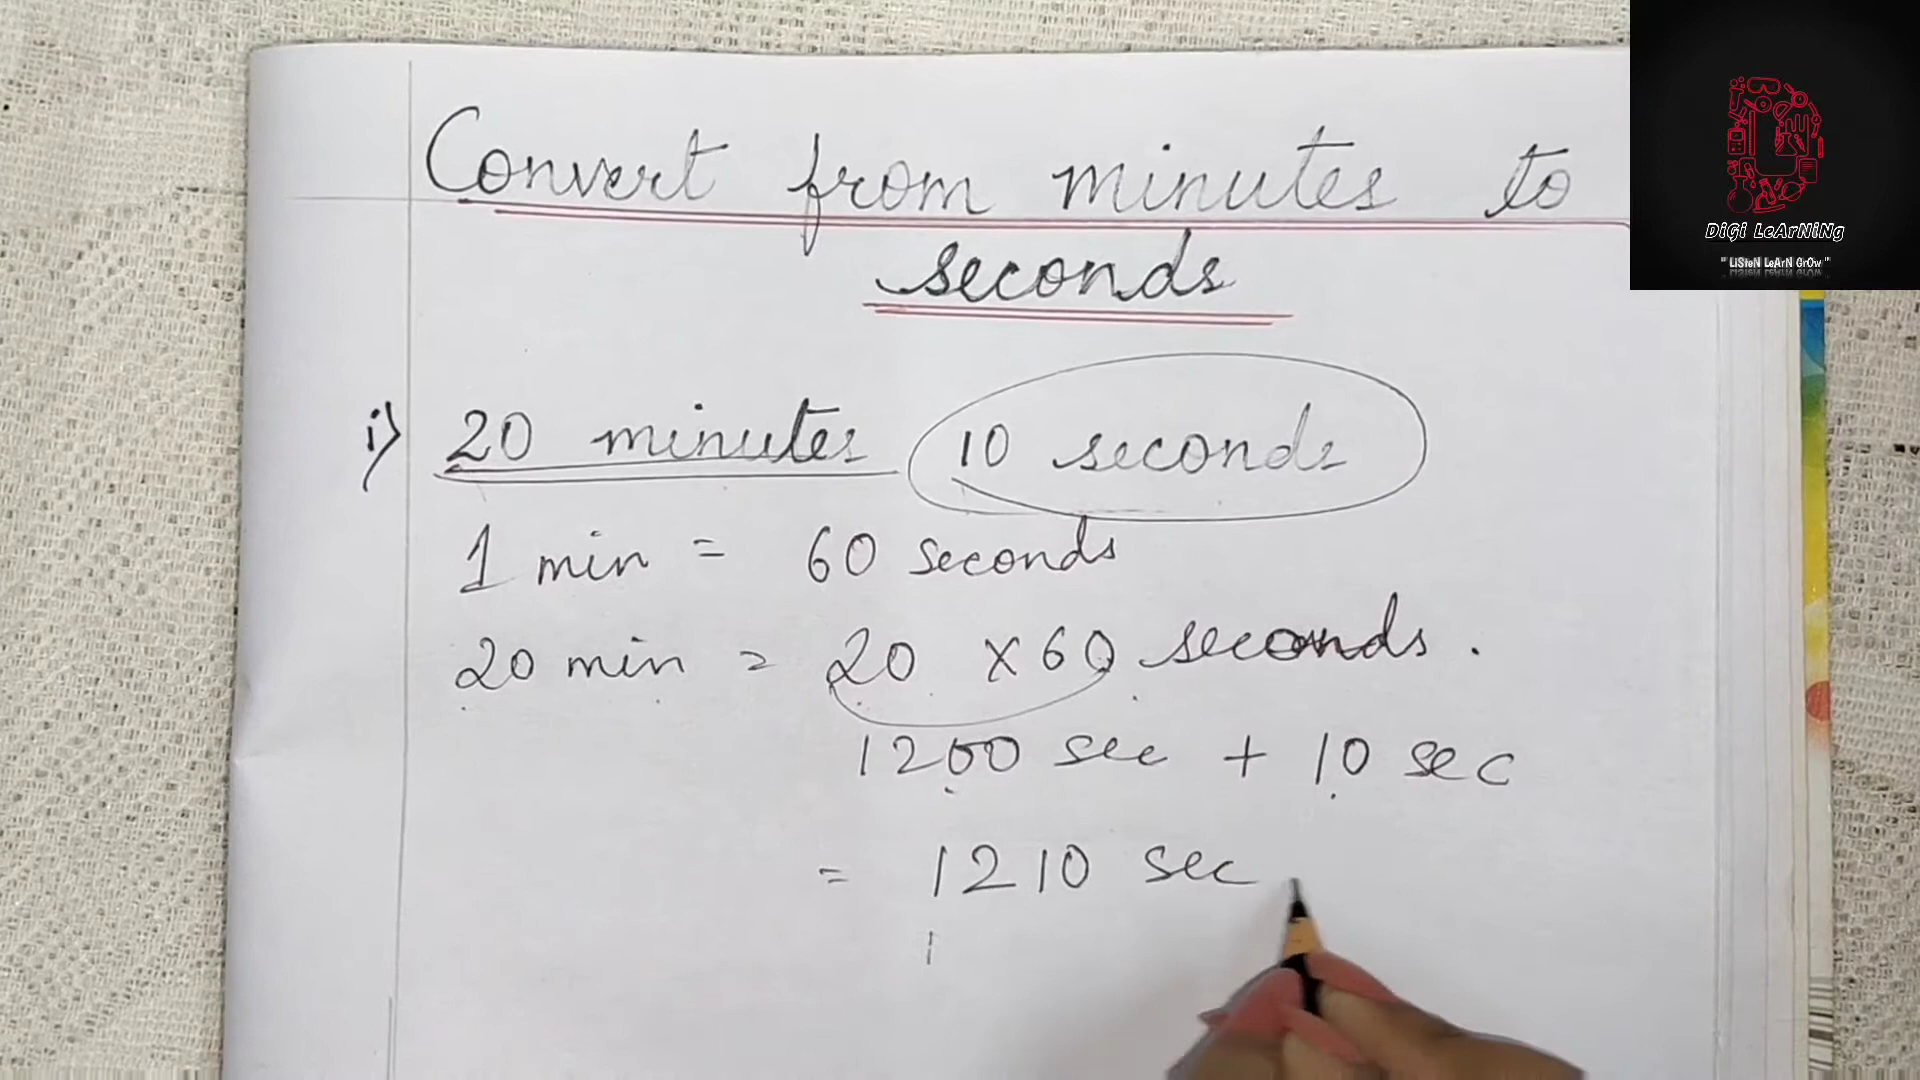 Convert from minutes to
seconds
i) 20 minutes 10 seconds
1 min = 60 seconds
20 min = 20 x 60 seconds.
1200 sec + 10 sec
= 1210 sec
DiGi LeArNiNg
" LiSteN LeArN GrOw "